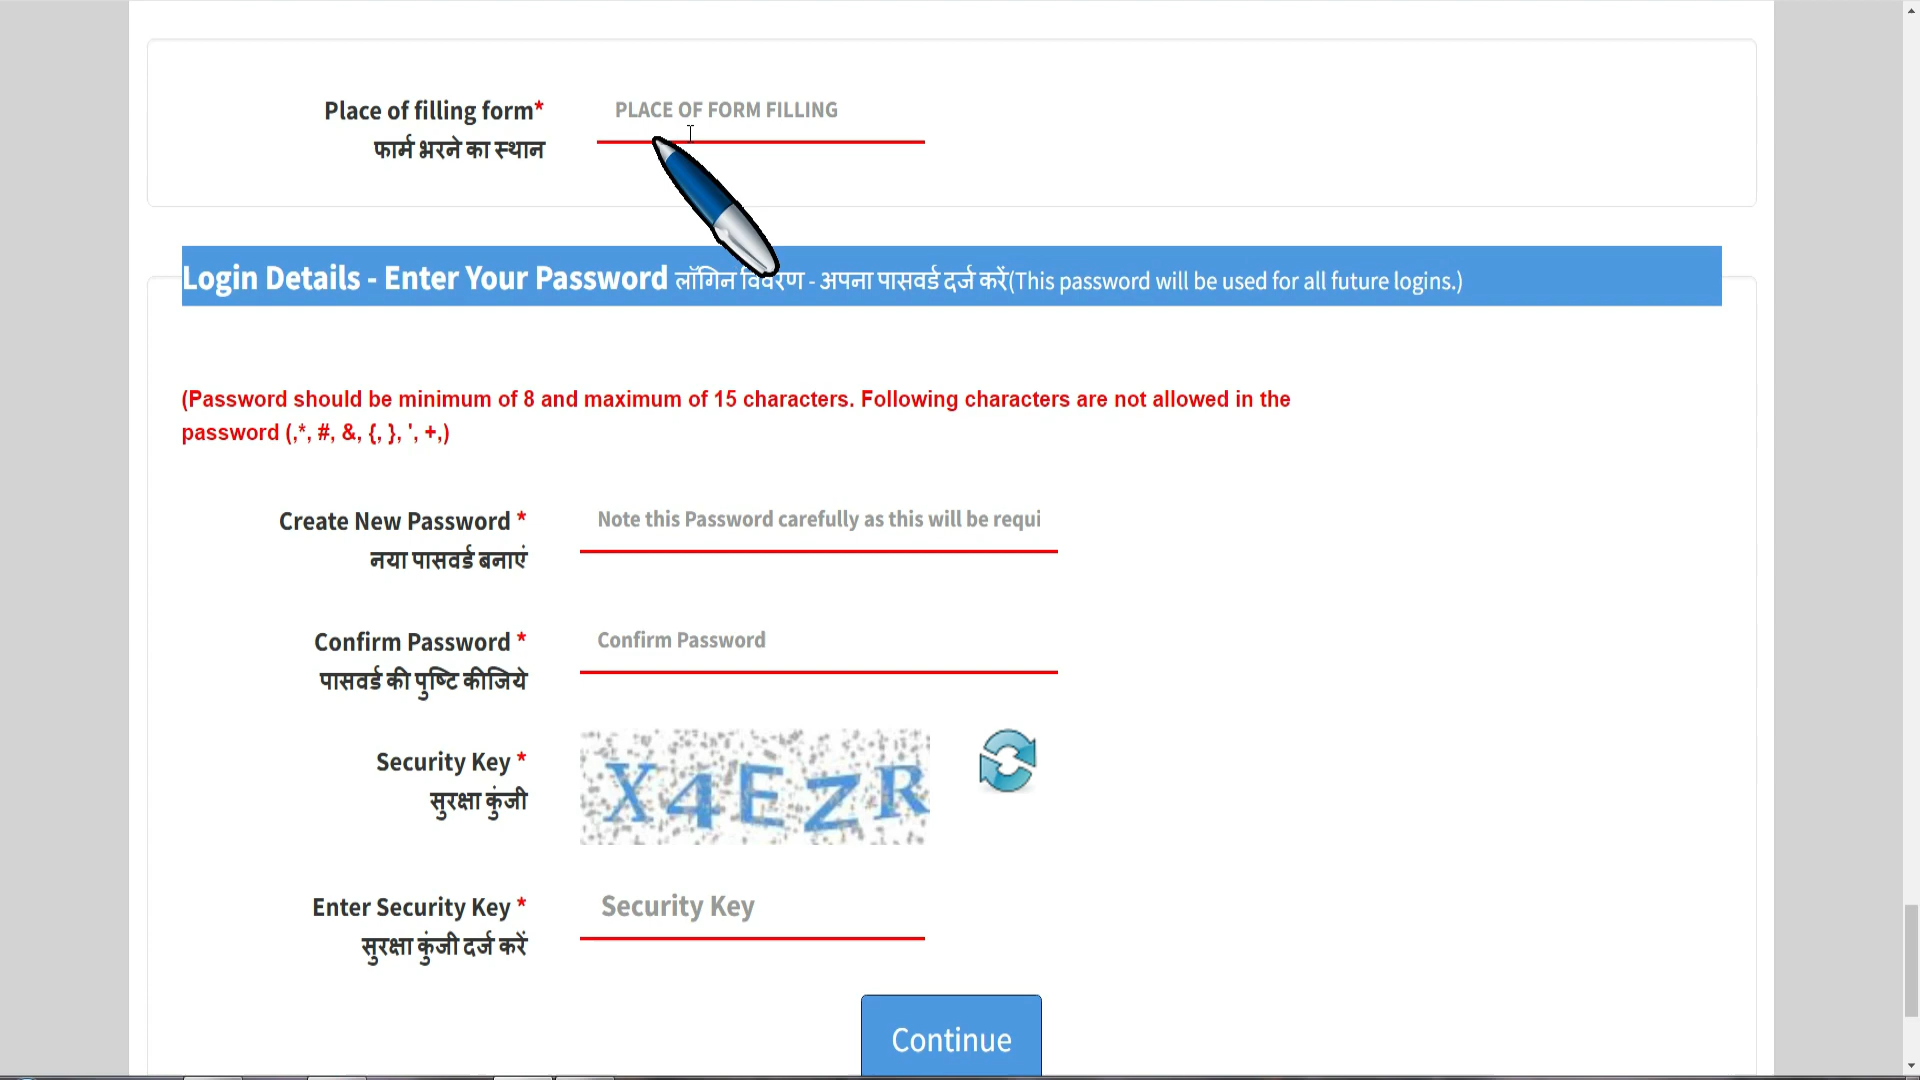 Place of filling form* PLACE OF FORM FILLING
फार्म भरने का स्थान
Login Details - Enter Your Password लॉगिन विवरण - अपना पासवर्ड दर्ज करें(This password will be used for all future logins.)
(Password should be minimum of 8 and maximum of 15 characters. Following characters are not allowed in the
password (,*, #, &, {, }, ', +,)
Create New Password * Note this Password carefully as this will be requi
नया पासवर्ड बनाएं
Confirm Password * Confirm Password
पासवर्ड की पुष्टि कीजिये
Security Key * X4EZR
सुरक्षा कुंजी
Enter Security Key * Security Key
सुरक्षा कुंजी दर्ज करें
Continue